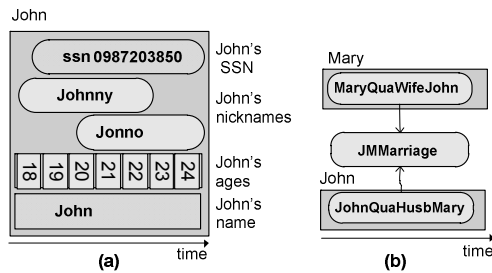 John
ssn 0987203850
John's
SSN
Johnny
John's
nicknames
Jonno
18 19 20 21 22 23 24
John's
ages
John
John's
name
time
(a)
Mary
MaryQuaWifeJohn
JMMarriage
John
JohnQuaHusbMary
time
(b)